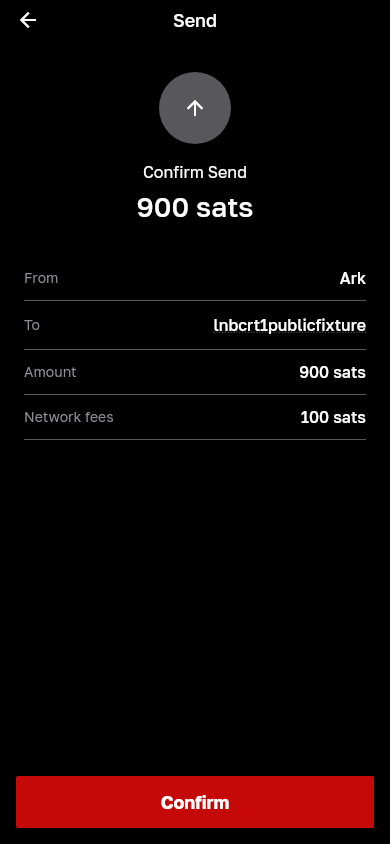 Send
Confirm Send
900 sats
From Ark
To lnbcrt1publicfixture
Amount 900 sats
Network fees 100 sats
Confirm